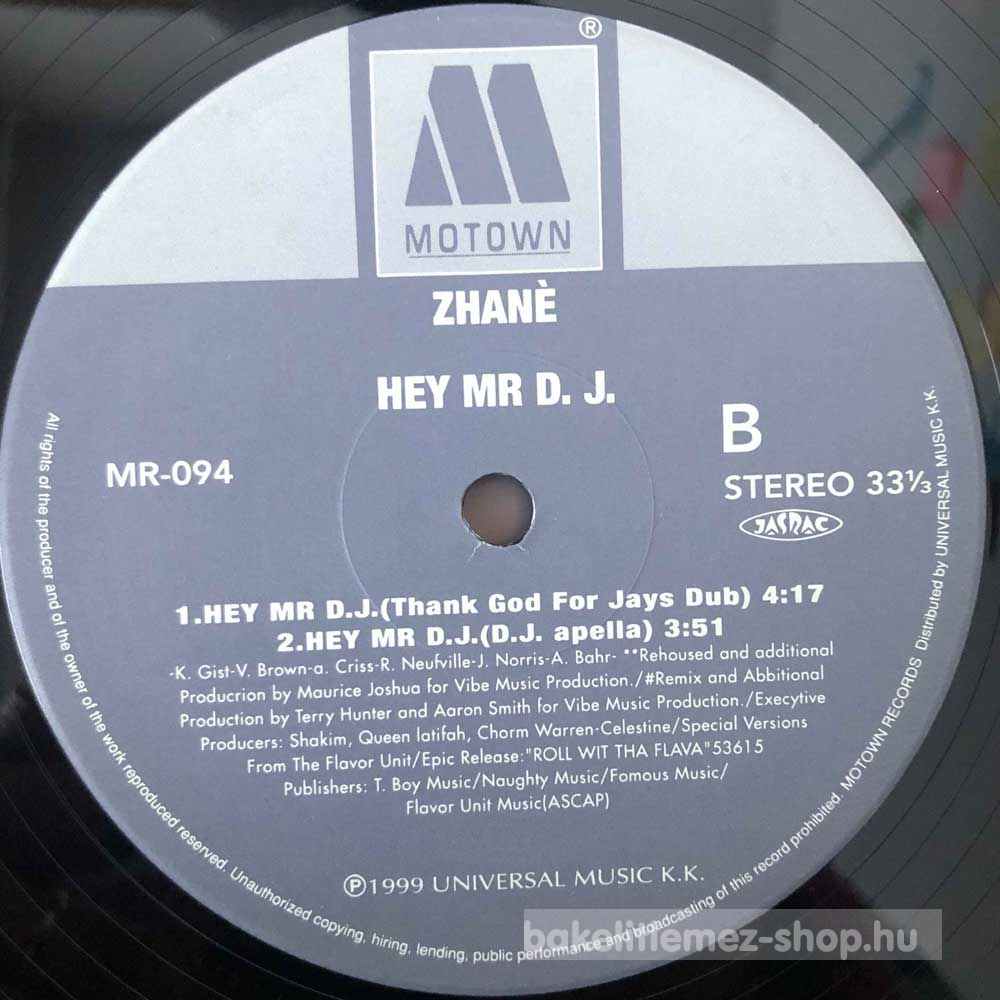 ®
MOTOWN
ZHANÈ
HEY MR D. J.
B
MR-094
STEREO 33⅓
JASRAC
1.HEY MR D.J.(Thank God For Jays Dub) 4:17
2.HEY MR D.J.(D.J. apella) 3:51
-K. Gist-V. Brown-a. Criss-R. Neufville-J. Norris-A. Bahr- **Rehoused and additional
Producrion by Maurice Joshua for Vibe Music Production./#Remix and Abbitional
Production by Terry Hunter and Aaron Smith for Vibe Music Production./Execytive
Producers: Shakim, Queen latifah, Chorm Warren-Celestine/Special Versions
From The Flavor Unit/Epic Release:"ROLL WIT THA FLAVA"53615
Publishers: T. Boy Music/Naughty Music/Fomous Music/
Flavor Unit Music(ASCAP)
Ⓟ1999 UNIVERSAL MUSIC K.K.
All rights of the producer and of the owner of the work reproduced reserved. Unauthorized copying, hiring, lending, public performance and broadcasting of this record prohibited. MOTOWN RECORDS Distributed by UNIVERSAL MUSIC K.K.
bakelitlemez-shop.hu